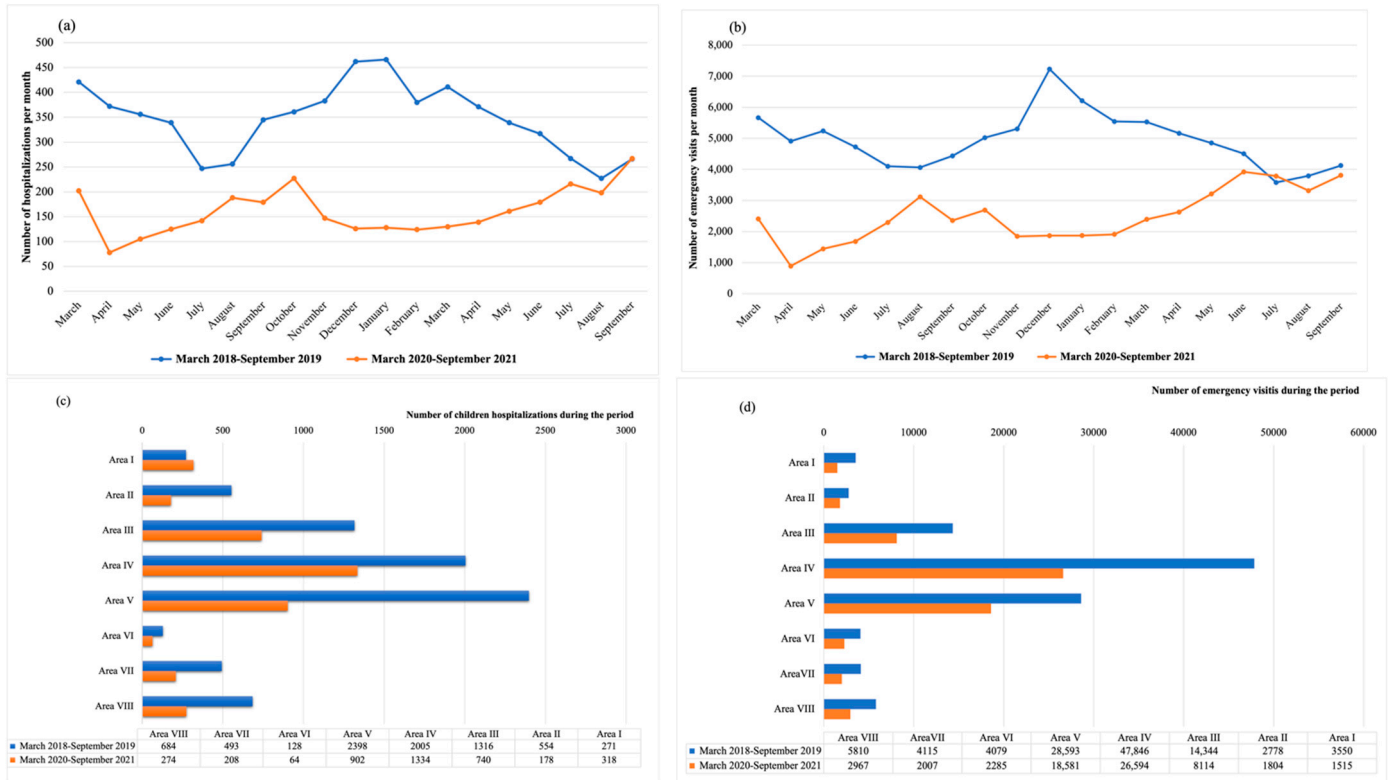 (a)
Number of hospitalizations per month
500
450
400
350
300
250
200
150
100
50
0
March April May June July August September October November December January February March April May June July August September
March 2018-September 2019 March 2020-September 2021
(b)
Number of emergency visits per month
8,000
7,000
6,000
5,000
4,000
3,000
2,000
1,000
0
March April May June July August September October November December January February March April May June July August September
March 2018-September 2019 March 2020-September 2021
(c)
Number of children hospitalizations during the period
0 500 1000 1500 2000 2500 3000
Area I
Area II
Area III
Area IV
Area V
Area VI
Area VII
Area VIII
Area VIII Area VII Area VI Area V Area IV Area III Area II Area I
March 2018-September 2019 684 493 128 2398 2005 1316 554 271
March 2020-September 2021 274 208 64 902 1334 740 178 318
(d)
Number of emergency visitis during the period
0 10000 20000 30000 40000 50000 60000
Area I
Area II
Area III
Area IV
Area V
Area VI
AreaVII
Area VIII
Area VIII AreaVII Area VI Area V Area IV Area III Area II Area I
March 2018-September 2019 5810 4115 4079 28,593 47,846 14,344 2778 3550
March 2020-September 2021 2967 2007 2285 18,581 26,594 8114 1804 1515